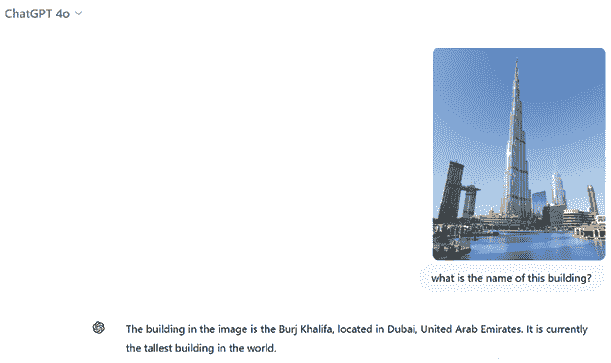 ChatGPT 4o
what is the name of this building?
The building in the image is the Burj Khalifa, located in Dubai, United Arab Emirates. It is currently
the tallest building in the world.